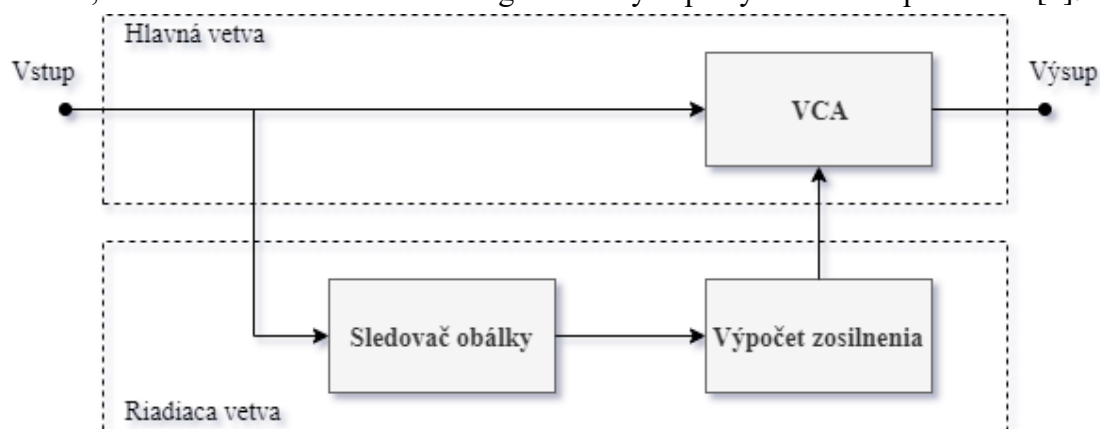 Hlavná vetva
Vstup
Výsup
VCA
Sledovač obálky
Výpočet zosilnenia
Riadiaca vetva